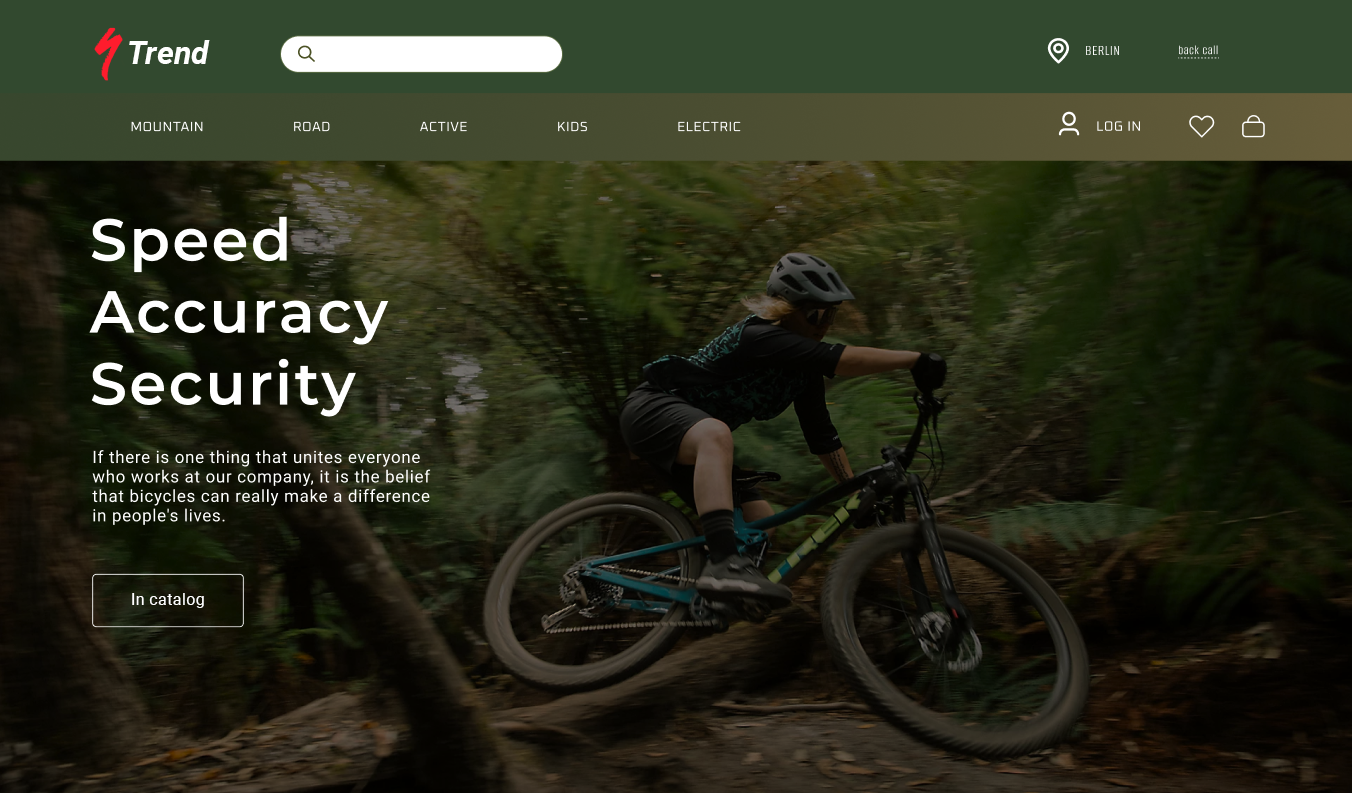 Trend
BERLIN
back call
MOUNTAIN
ROAD
ACTIVE
KIDS
ELECTRIC
LOG IN
Speed
Accuracy
Security
If there is one thing that unites everyone
who works at our company, it is the belief
that bicycles can really make a difference
in people's lives.
In catalog